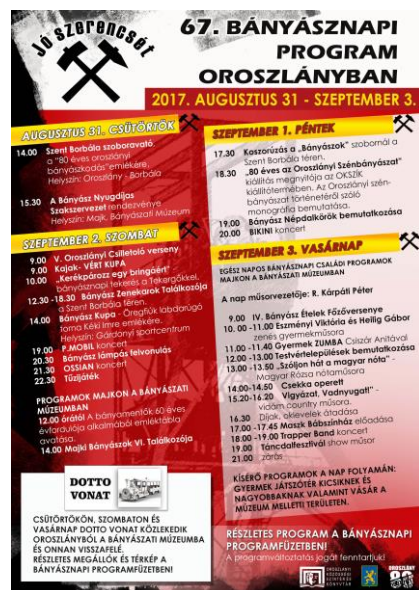 Jó szerencsét
67. BÁNYÁSZNAPI
PROGRAM
OROSZLÁNYBAN
2017. AUGUSZTUS 31 - SZEPTEMBER 3.
AUGUSZTUS 31. CSÜTÖRTÖK
14.00 Szent Borbála szoboravató
a "80 éves oroszlányi
bányászkodás" emlékére.
Helyszín: Oroszlány - Borbála
15.30 A Bánya Nyugdíjas
Szakszervezet rendezvénye
Helyszín: Majk. Bányászati Múzeum
SZEPTEMBER 2. SZOMBAT
9.00 V. Oroszlányi Csilletoló verseny
9.00 Kajak- VÉRT KUPA
10.00 „Kerékpározz egy bringáért"
bányásznapi tekerés a Tekergőkkel.
12.30 -18.30 Bányász Zenekarok Találkozója
a Szent Borbála téren.
14.00 Bányász Kupa - Öregfiúk labdarúgó
torna Kéki Imre emlékére.
Helyszín: Gárdonyi sportcentrum
19.00 P.MOBIL koncert
20.30 Bányász lámpás felvonulás
21.30 OSSIAN koncert
22.30 Tűzijáték
PROGRAMOK MAJKON A BÁNYÁSZATI
MÚZEUMBAN
12.00 órától A bányamentők 60 éves
évfordulója alkalmából emléktábla
avatása.
14.00 Majki Bányászok VI. Találkozója
DOTTO
VONAT
CSÜTÖRTÖKÖN, SZOMBATON ÉS
VASÁRNAP DOTTO VONAT KÖZLEKEDIK
OROSZLÁNYBÓL A BÁNYÁSZATI MÚZEUMBA
ÉS ONNAN VISSZAFELÉ.
RÉSZLETES MEGÁLLÓK ÉS TÉRKÉP A
BÁNYÁSZNAPI PROGRAMFÜZETBEN!
SZEPTEMBER 1. PÉNTEK
17.30 Koszorúzás a „Bányászok" szobornál a
Szent Borbála téren.
18.30 „80 éves az Oroszlányi Szénbányászat"
kiállítás megnyitója az OKSZIK
kiállítótermében. Az Oroszlányi szén-
bányászat történetéről szóló
monográfia bemutatása.
19.00 Bányász Népdalkörök bemutatkozása
20.00 BIKINI koncert
SZEPTEMBER 3. VASÁRNAP
EGÉSZ NAPOS BÁNYÁSZNAPI CSALÁDI PROGRAMOK
MAJKON A BÁNYÁSZATI MÚZEUMBAN
A nap műsorvezetője: R. Kárpáti Péter
9.00 IV. Bányász Ételek Főzőversenye
10. 00 -11.00 Eszményi Viktória és Heilig Gábor
zenés gyermekműsora
11.00 -11.40 Gyermek ZUMBA Csiszár Anitával
12.00 -13.00 Testvértelepülések bemutatkozása
13.00 -13.50 „Szóljon hát a magyar nóta" -
Magyar Rózsa nótaműsora
14.00 -14.50 Csekka operett
15.20 -16.20 Vigyázat, Vadnyugat!" -
vidám country műsora.
16.30 Díjak, oklevelek átadása
17.00 -17.45 Maszk Bábszínház előadása
18.00 -19.00 Trapper Band koncert
19.00 Táncdalfesztivál show műsor
21.00 zárás
KÍSÉRŐ PROGRAMOK A NAP FOLYAMÁN:
GYERMEK JÁTSZÓTÉR KICSIKNEK ÉS
NAGYOBBAKNAK VALAMINT VÁSÁR A
MÚZEUM MELLETTI TERÜLETEN.
RÉSZLETES PROGRAM A BÁNYÁSZNAPI
PROGRAMFÜZETBEN!
A programváltoztatás jogát fenntartjuk!
OROSZLÁNY
80